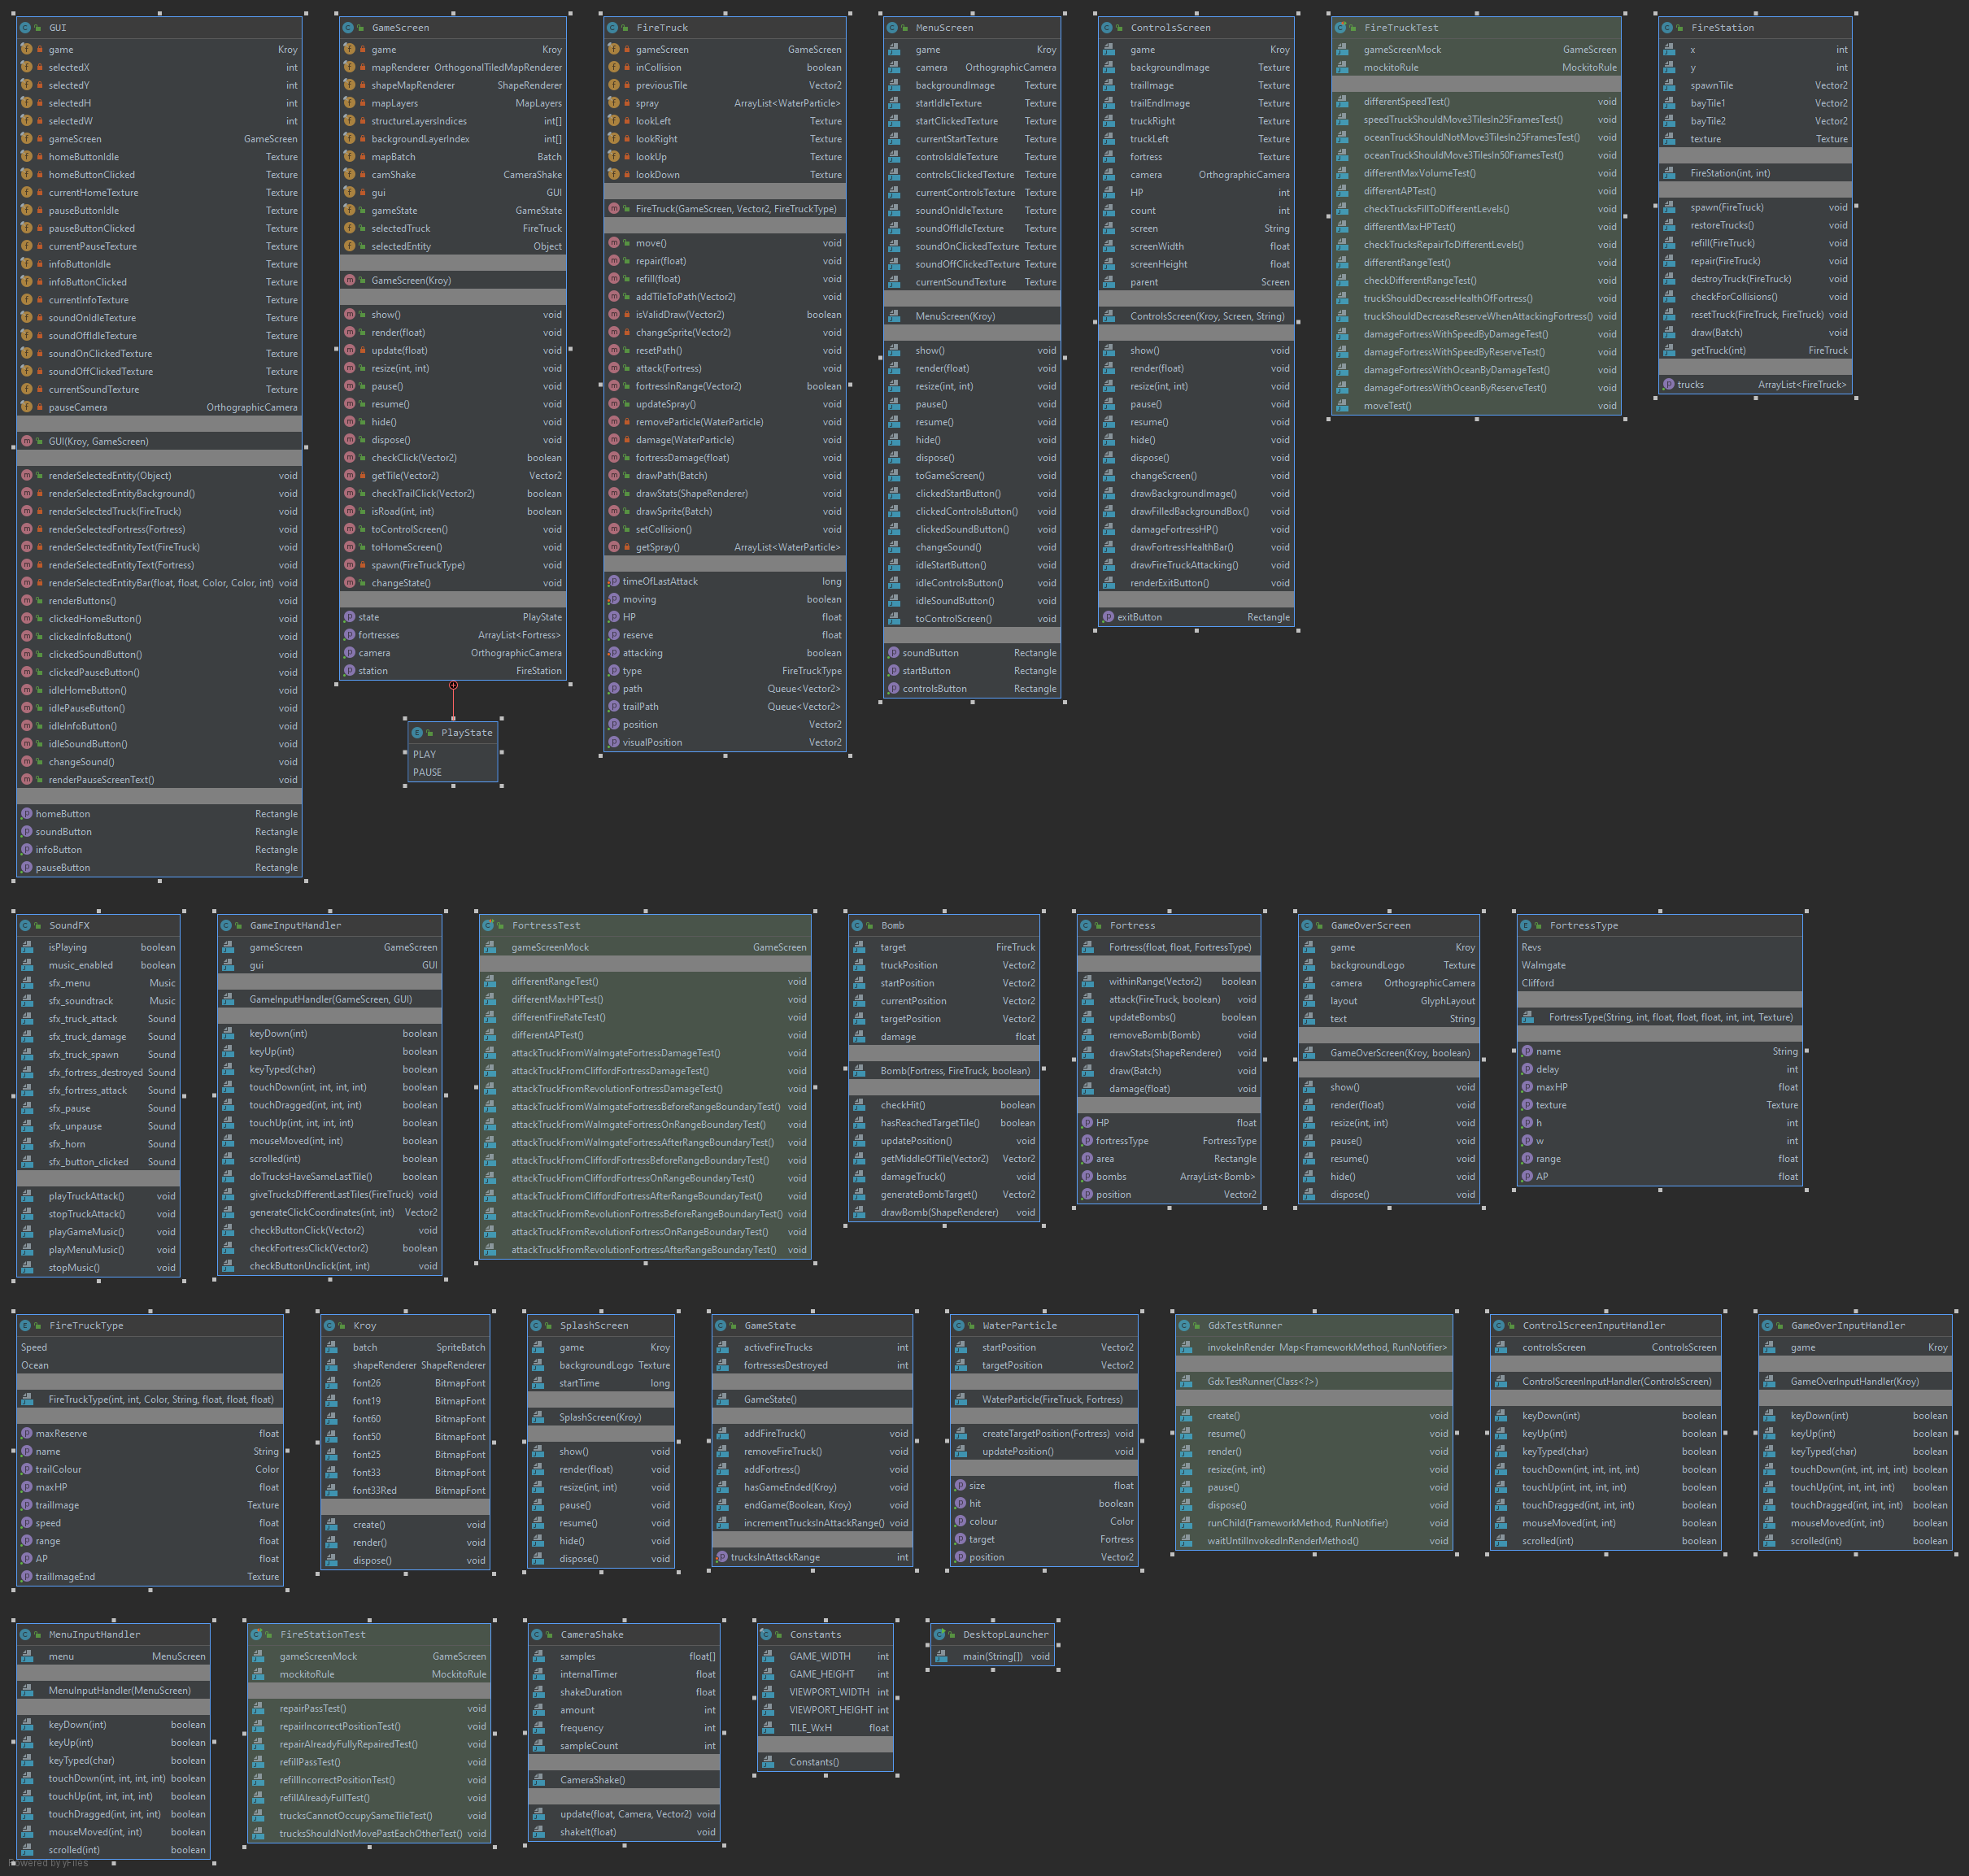 GUI
game Kroy
selectedX int
selectedY int
selectedH int
selectedW int
gameScreen GameScreen
homeButtonIdle Texture
homeButtonClicked Texture
currentHomeTexture Texture
pauseButtonIdle Texture
pauseButtonClicked Texture
currentPauseTexture Texture
infoButtonIdle Texture
infoButtonClicked Texture
currentInfoTexture Texture
soundOnIdleTexture Texture
soundOffIdleTexture Texture
soundOnClickedTexture Texture
soundOffClickedTexture Texture
currentSoundTexture Texture
pauseCamera OrthographicCamera
GUI(Kroy, GameScreen)
renderSelectedEntity(Object) void
renderSelectedEntityBackground() void
renderSelectedTruck(FireTruck) void
renderSelectedFortress(Fortress) void
renderSelectedEntityText(FireTruck) void
renderSelectedEntityText(Fortress) void
renderSelectedEntityBar(float, float, Color, Color, int) void
renderButtons() void
clickedHomeButton() void
clickedInfoButton() void
clickedSoundButton() void
clickedPauseButton() void
idleHomeButton() void
idlePauseButton() void
idleInfoButton() void
idleSoundButton() void
changeSound() void
renderPauseScreenText() void
homeButton Rectangle
soundButton Rectangle
infoButton Rectangle
pauseButton Rectangle
GameScreen
game Kroy
mapRenderer OrthogonalTiledMapRenderer
shapeMapRenderer ShapeRenderer
mapLayers MapLayers
structureLayersIndices int[]
backgroundLayerIndex int[]
mapBatch Batch
camShake CameraShake
gui GUI
gameState GameState
selectedTruck FireTruck
selectedEntity Object
GameScreen(Kroy)
show() void
render(float) void
update(float) void
resize(int, int) void
pause() void
resume() void
hide() void
dispose() void
checkClick(Vector2) boolean
getTile(Vector2) Vector2
checkTrailClick(Vector2) boolean
isRoad(int, int) boolean
toControlScreen() void
toHomeScreen() void
spawn(FireTruckType) void
changeState() void
state PlayState
fortresses ArrayList<Fortress>
camera OrthographicCamera
station FireStation
PlayState
PLAY
PAUSE
FireTruck
gameScreen GameScreen
inCollision boolean
previousTile Vector2
spray ArrayList<WaterParticle>
lookLeft Texture
lookRight Texture
lookUp Texture
lookDown Texture
FireTruck(GameScreen, Vector2, FireTruckType)
move() void
repair(float) void
refill(float) void
addTileToPath(Vector2) void
isValidDraw(Vector2) boolean
changeSprite(Vector2) void
resetPath() void
attack(Fortress) void
fortressInRange(Vector2) boolean
updateSpray() void
removeParticle(WaterParticle) void
damage(WaterParticle) void
fortressDamage(float) void
drawPath(Batch) void
drawStats(ShapeRenderer) void
drawSprite(Batch) void
setCollision() void
getSpray() ArrayList<WaterParticle>
timeOfLastAttack long
moving boolean
HP float
reserve float
attacking boolean
type FireTruckType
path Queue<Vector2>
trailPath Queue<Vector2>
position Vector2
visualPosition Vector2
MenuScreen
game Kroy
camera OrthographicCamera
backgroundImage Texture
startIdleTexture Texture
startClickedTexture Texture
currentStartTexture Texture
controlsIdleTexture Texture
controlsClickedTexture Texture
currentControlsTexture Texture
soundOnIdleTexture Texture
soundOffIdleTexture Texture
soundOnClickedTexture Texture
soundOffClickedTexture Texture
currentSoundTexture Texture
MenuScreen(Kroy)
show() void
render(float) void
resize(int, int) void
pause() void
resume() void
hide() void
dispose() void
toGameScreen() void
clickedStartButton() void
clickedControlsButton() void
clickedSoundButton() void
changeSound() void
idleStartButton() void
idleControlsButton() void
idleSoundButton() void
toControlScreen() void
soundButton Rectangle
startButton Rectangle
controlsButton Rectangle
ControlsScreen
game Kroy
backgroundImage Texture
trailImage Texture
trailEndImage Texture
truckRight Texture
truckLeft Texture
fortress Texture
camera OrthographicCamera
HP int
count int
screen String
screenWidth float
screenHeight float
parent Screen
ControlsScreen(Kroy, Screen, String)
show() void
render(float) void
resize(int, int) void
pause() void
resume() void
hide() void
dispose() void
changeScreen() void
drawBackgroundImage() void
drawFilledBackgroundBox() void
damageFortressHP() void
drawFortressHealthBar() void
drawFireTruckAttacking() void
renderExitButton() void
exitButton Rectangle
FireTruckTest
gameScreenMock GameScreen
mockitoRule MockitoRule
differentSpeedTest() void
speedTruckShouldMove3TilesIn25FramesTest() void
oceanTruckShouldNotMove3TilesIn25FramesTest() void
oceanTruckShouldMove3TilesIn50FramesTest() void
differentMaxVolumeTest() void
differentAPTest() void
checkTrucksFillToDifferentLevels() void
differentMaxHPTest() void
checkTrucksRepairToDifferentLevels() void
differentRangeTest() void
checkDifferentRangeTest() void
truckShouldDecreaseHealthOfFortress() void
truckShouldDecreaseReserveWhenAttackingFortress() void
damageFortressWithSpeedByDamageTest() void
damageFortressWithSpeedByReserveTest() void
damageFortressWithOceanByDamageTest() void
damageFortressWithOceanByReserveTest() void
moveTest() void
FireStation
x int
y int
spawnTile Vector2
bayTile1 Vector2
bayTile2 Vector2
texture Texture
FireStation(int, int)
spawn(FireTruck) void
restoreTrucks() void
refill(FireTruck) void
repair(FireTruck) void
destroyTruck(FireTruck) void
checkForCollisions() void
resetTruck(FireTruck, FireTruck) void
draw(Batch) void
getTruck(int) FireTruck
trucks ArrayList<FireTruck>
SoundFX
isPlaying boolean
music_enabled boolean
sfx_menu Music
sfx_soundtrack Music
sfx_truck_attack Sound
sfx_truck_damage Sound
sfx_truck_spawn Sound
sfx_fortress_destroyed Sound
sfx_fortress_attack Sound
sfx_pause Sound
sfx_unpause Sound
sfx_horn Sound
sfx_button_clicked Sound
playTruckAttack() void
stopTruckAttack() void
playGameMusic() void
playMenuMusic() void
stopMusic() void
GameInputHandler
gameScreen GameScreen
gui GUI
GameInputHandler(GameScreen, GUI)
keyDown(int) boolean
keyUp(int) boolean
keyTyped(char) boolean
touchDown(int, int, int, int) boolean
touchDragged(int, int, int) boolean
touchUp(int, int, int, int) boolean
mouseMoved(int, int) boolean
scrolled(int) boolean
doTrucksHaveSameLastTile() boolean
giveTrucksDifferentLastTiles(FireTruck) void
generateClickCoordinates(int, int) Vector2
checkButtonClick(Vector2) void
checkFortressClick(Vector2) boolean
checkButtonUnclick(int, int) void
FortressTest
gameScreenMock GameScreen
differentRangeTest() void
differentMaxHPTest() void
differentFireRateTest() void
differentAPTest() void
attackTruckFromWalmgateFortressDamageTest() void
attackTruckFromCliffordFortressDamageTest() void
attackTruckFromRevolutionFortressDamageTest() void
attackTruckFromWalmgateFortressBeforeRangeBoundaryTest() void
attackTruckFromWalmgateFortressOnRangeBoundaryTest() void
attackTruckFromWalmgateFortressAfterRangeBoundaryTest() void
attackTruckFromCliffordFortressBeforeRangeBoundaryTest() void
attackTruckFromCliffordFortressOnRangeBoundaryTest() void
attackTruckFromCliffordFortressAfterRangeBoundaryTest() void
attackTruckFromRevolutionFortressBeforeRangeBoundaryTest() void
attackTruckFromRevolutionFortressOnRangeBoundaryTest() void
attackTruckFromRevolutionFortressAfterRangeBoundaryTest() void
Bomb
target FireTruck
truckPosition Vector2
startPosition Vector2
currentPosition Vector2
targetPosition Vector2
damage float
Bomb(Fortress, FireTruck, boolean)
checkHit() boolean
hasReachedTargetTile() boolean
updatePosition() void
getMiddleOfTile(Vector2) Vector2
damageTruck() void
generateBombTarget() Vector2
drawBomb(ShapeRenderer) void
Fortress
Fortress(float, float, FortressType)
withinRange(Vector2) boolean
attack(FireTruck, boolean) void
updateBombs() boolean
removeBomb(Bomb) void
drawStats(ShapeRenderer) void
draw(Batch) void
damage(float) void
HP float
fortressType FortressType
area Rectangle
bombs ArrayList<Bomb>
position Vector2
GameOverScreen
game Kroy
backgroundLogo Texture
camera OrthographicCamera
layout GlyphLayout
text String
GameOverScreen(Kroy, boolean)
show() void
render(float) void
resize(int, int) void
pause() void
resume() void
hide() void
dispose() void
FortressType
Revs
Walmgate
Clifford
FortressType(String, int, float, float, float, int, int, Texture)
name String
delay int
maxHP float
texture Texture
h int
w int
range float
AP float
FireTruckType
Speed
Ocean
FireTruckType(int, int, Color, String, float, float, float)
maxReserve float
name String
trailColour Color
maxHP float
trailImage Texture
speed float
range float
AP float
trailImageEnd Texture
Kroy
batch SpriteBatch
shapeRenderer ShapeRenderer
font26 BitmapFont
font19 BitmapFont
font60 BitmapFont
font50 BitmapFont
font25 BitmapFont
font33 BitmapFont
font33Red BitmapFont
create() void
render() void
dispose() void
SplashScreen
game Kroy
backgroundLogo Texture
startTime long
SplashScreen(Kroy)
show() void
render(float) void
resize(int, int) void
pause() void
resume() void
hide() void
dispose() void
GameState
activeFireTrucks int
fortressesDestroyed int
GameState()
addFireTruck() void
removeFireTruck() void
addFortress() void
hasGameEnded(Kroy) void
endGame(Boolean, Kroy) void
incrementTrucksInAttackRange() void
trucksInAttackRange int
WaterParticle
startPosition Vector2
targetPosition Vector2
WaterParticle(FireTruck, Fortress)
createTargetPosition(Fortress) void
updatePosition() void
size float
hit boolean
colour Color
target Fortress
position Vector2
GdxTestRunner
invokeInRender Map<FrameworkMethod, RunNotifier>
GdxTestRunner(Class<?>)
create() void
resume() void
render() void
resize(int, int) void
pause() void
dispose() void
runChild(FrameworkMethod, RunNotifier) void
waitUntilInvokedInRenderMethod() void
ControlScreenInputHandler
controlsScreen ControlsScreen
ControlScreenInputHandler(ControlsScreen)
keyDown(int) boolean
keyUp(int) boolean
keyTyped(char) boolean
touchDown(int, int, int, int) boolean
touchUp(int, int, int, int) boolean
touchDragged(int, int, int) boolean
mouseMoved(int, int) boolean
scrolled(int) boolean
GameOverInputHandler
game Kroy
GameOverInputHandler(Kroy)
keyDown(int) boolean
keyUp(int) boolean
keyTyped(char) boolean
touchDown(int, int, int, int) boolean
touchUp(int, int, int, int) boolean
touchDragged(int, int, int) boolean
mouseMoved(int, int) boolean
scrolled(int) boolean
MenuInputHandler
menu MenuScreen
MenuInputHandler(MenuScreen)
keyDown(int) boolean
keyUp(int) boolean
keyTyped(char) boolean
touchDown(int, int, int, int) boolean
touchUp(int, int, int, int) boolean
touchDragged(int, int, int) boolean
mouseMoved(int, int) boolean
scrolled(int) boolean
FireStationTest
gameScreenMock GameScreen
mockitoRule MockitoRule
repairPassTest() void
repairIncorrectPositionTest() void
repairAlreadyFullyRepairedTest() void
refillPassTest() void
refillIncorrectPositionTest() void
refillAlreadyFullTest() void
trucksCannotOccupySameTileTest() void
trucksShouldNotMovePastEachOtherTest() void
CameraShake
samples float[]
internalTimer float
shakeDuration float
amount int
frequency int
sampleCount int
CameraShake()
update(float, Camera, Vector2) void
shakeIt(float) void
Constants
GAME_WIDTH int
GAME_HEIGHT int
VIEWPORT_WIDTH int
VIEWPORT_HEIGHT int
TILE_WxH float
Constants()
DesktopLauncher
main(String[]) void
Powered by yFiles